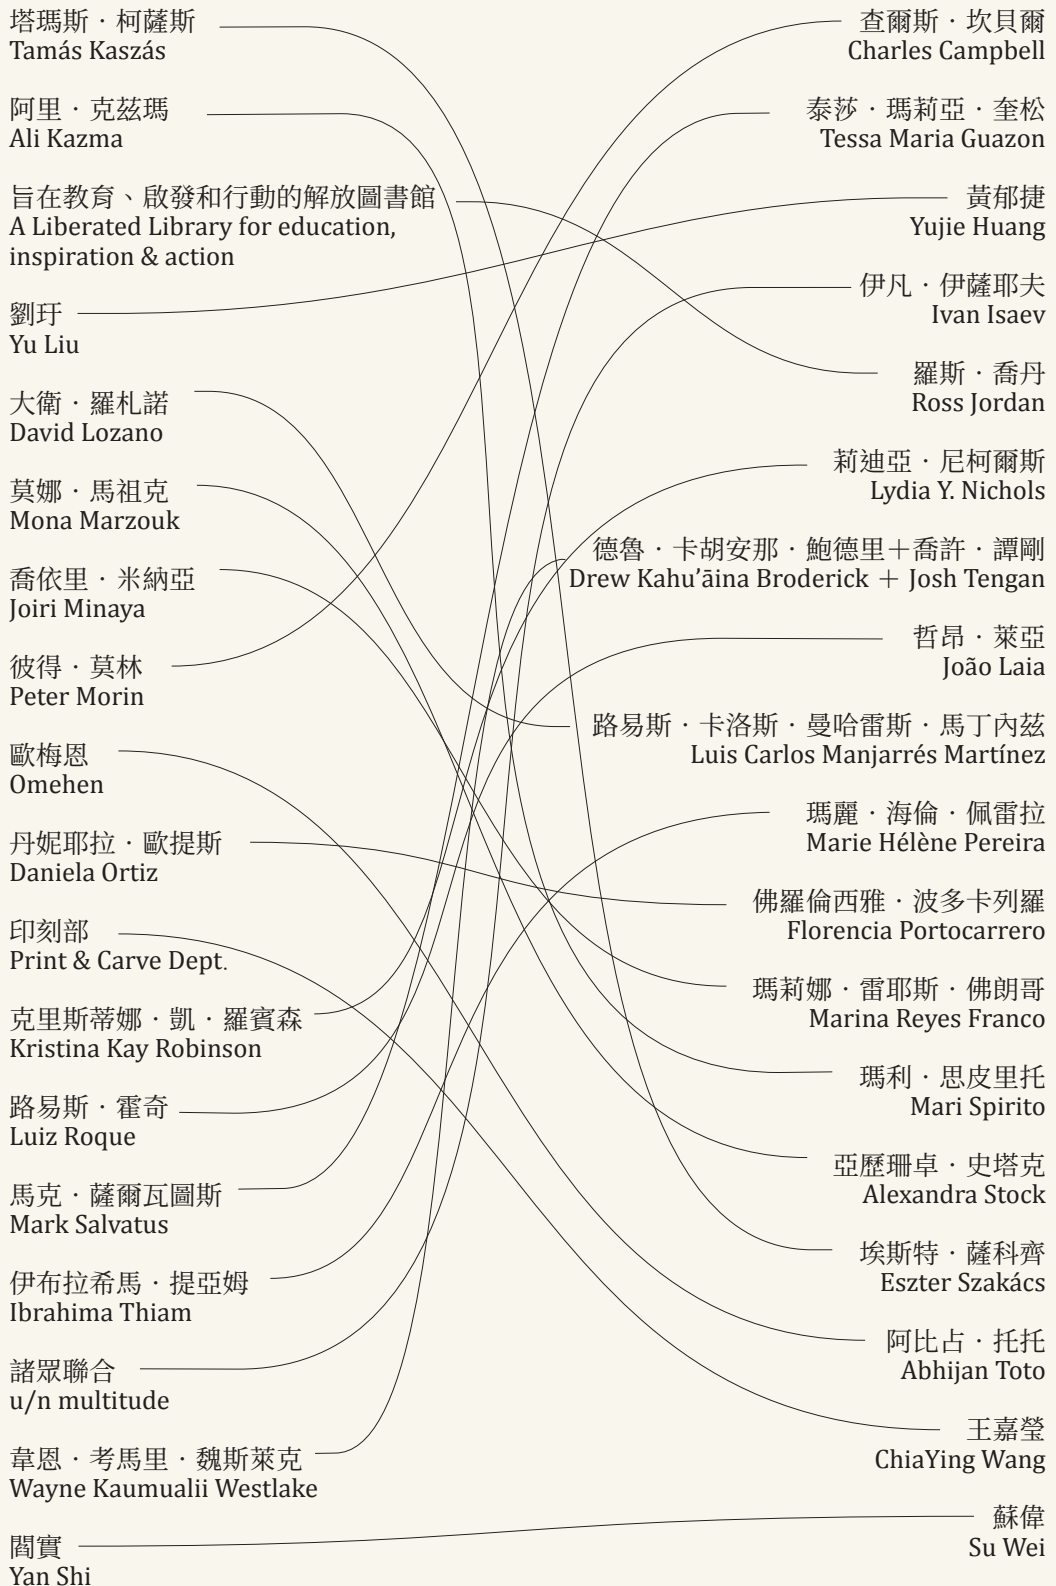 塔瑪斯·柯薩斯
Tamás Kaszás
阿里·克茲瑪
Ali Kazma
旨在教育、啟發和行動的解放圖書館
A Liberated Library for education,
inspiration & action
劉玗
Yu Liu
大衛·羅札諾
David Lozano
莫娜·馬祖克
Mona Marzouk
喬依里·米納亞
Joiri Minaya
彼得·莫林
Peter Morin
歐梅恩
Omehen
丹妮耶拉·歐提斯
Daniela Ortiz
印刻部
Print & Carve Dept.
克里斯蒂娜·凱·羅賓森
Kristina Kay Robinson
路易斯·霍奇
Luiz Roque
馬克·薩爾瓦圖斯
Mark Salvatus
伊布拉希馬·提亞姆
Ibrahima Thiam
諸眾聯合
u/n multitude
韋恩·考馬里·魏斯萊克
Wayne Kaumualii Westlake
閻實
Yan Shi
查爾斯·坎貝爾
Charles Campbell
泰莎·瑪莉亞·奎松
Tessa Maria Guazon
黃郁捷
Yujie Huang
伊凡·伊薩耶夫
Ivan Isaev
羅斯·喬丹
Ross Jordan
莉迪亞·尼柯爾斯
Lydia Y. Nichols
德魯·卡胡安那·鮑德里＋喬許·譚剛
Drew Kahu’āina Broderick ＋ Josh Tengan
哲昂·萊亞
João Laia
路易斯·卡洛斯·曼哈雷斯·馬丁內茲
Luis Carlos Manjarrés Martínez
瑪麗·海倫·佩雷拉
Marie Hélène Pereira
佛羅倫西雅·波多卡列羅
Florencia Portocarrero
瑪莉娜·雷耶斯·佛朗哥
Marina Reyes Franco
瑪利·思皮里托
Mari Spirito
亞歷珊卓·史塔克
Alexandra Stock
埃斯特·薩科齊
Eszter Szakács
阿比占·托托
Abhijan Toto
王嘉瑩
ChiaYing Wang
蘇偉
Su Wei